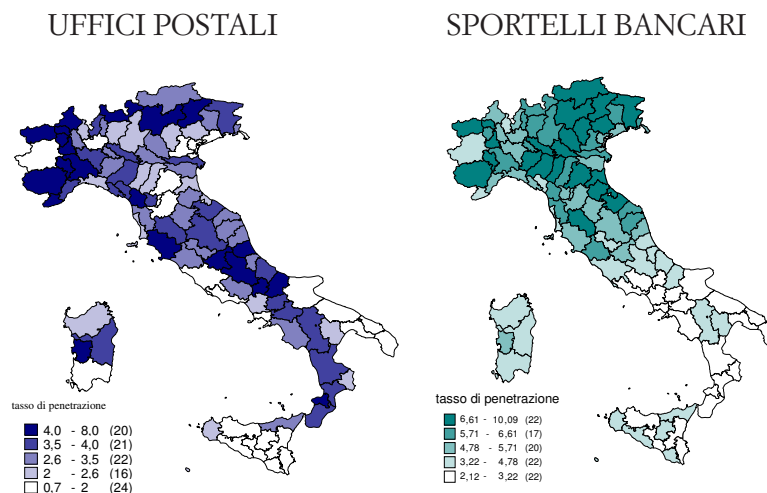 UFFICI POSTALI
SPORTELLI BANCARI
tasso di penetrazione
4,0 - 8,0 (20)
3,5 - 4,0 (21)
2,6 - 3,5 (22)
2 - 2,6 (16)
0,7 - 2 (24)
tasso di penetrazione
6,61 - 10,09 (22)
5,71 - 6,61 (17)
4,78 - 5,71 (20)
3,22 - 4,78 (22)
2,12 - 3,22 (22)